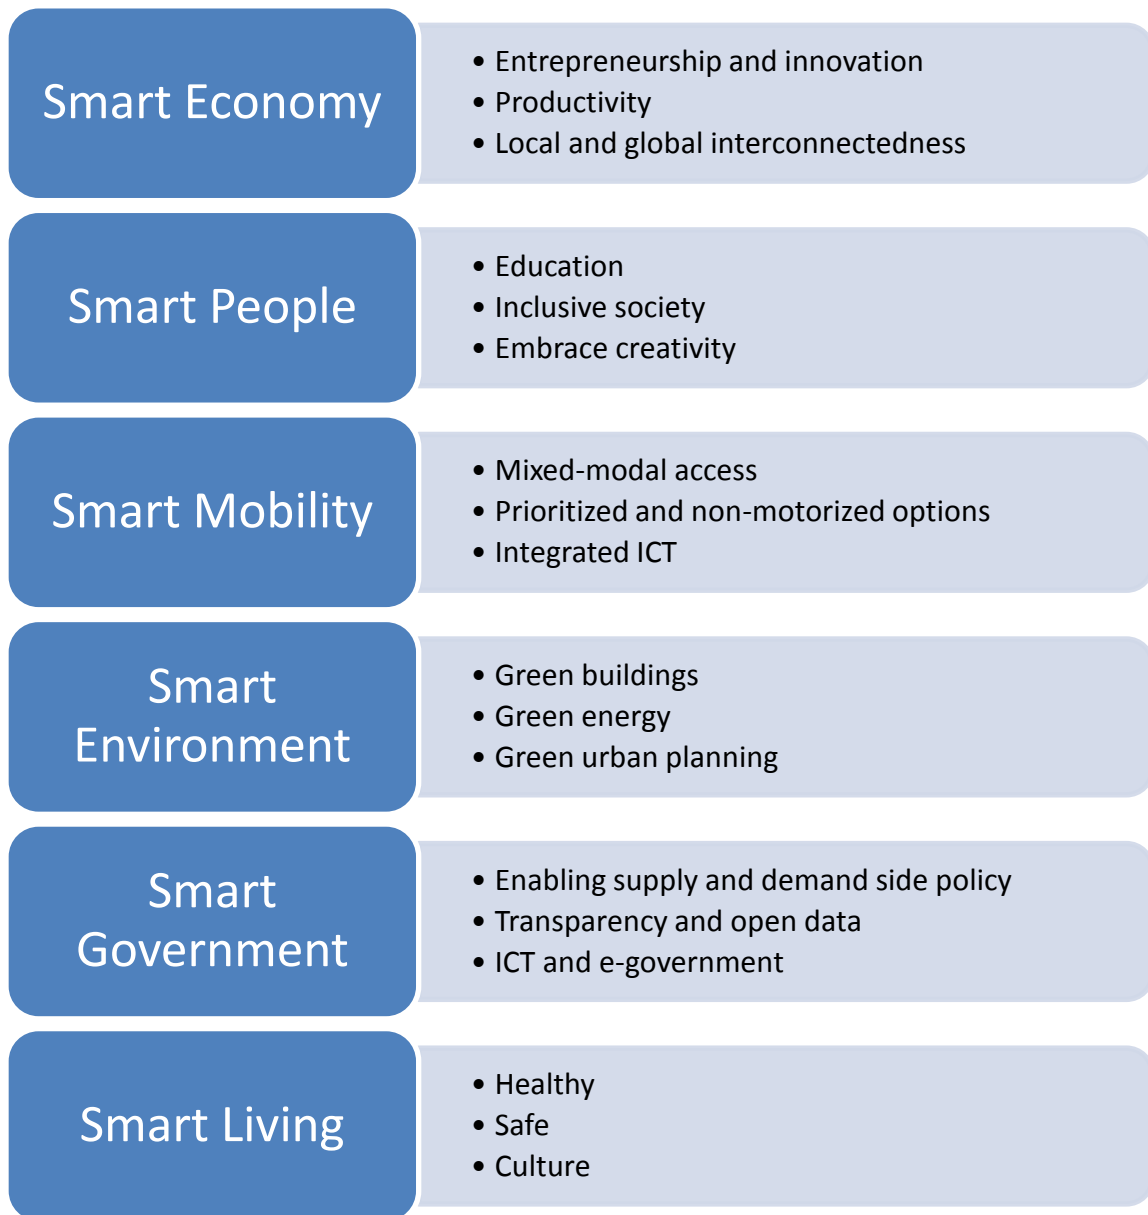 Smart Economy
• Entrepreneurship and innovation
• Productivity
• Local and global interconnectedness
Smart People
• Education
• Inclusive society
• Embrace creativity
Smart Mobility
• Mixed-modal access
• Prioritized and non-motorized options
• Integrated ICT
Smart
Environment
• Green buildings
• Green energy
• Green urban planning
Smart
Government
• Enabling supply and demand side policy
• Transparency and open data
• ICT and e-government
Smart Living
• Healthy
• Safe
• Culture